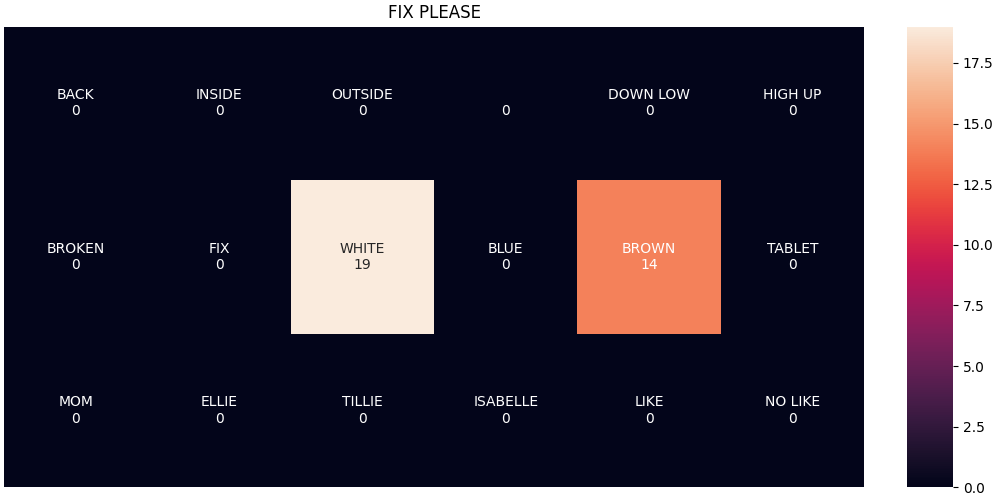 FIX PLEASE
BACK INSIDE OUTSIDE DOWN LOW HIGH UP
0 0 0 0 0 0
BROKEN FIX WHITE BLUE BROWN TABLET
0 0 19 0 14 0
MOM ELLIE TILLIE ISABELLE LIKE NO LIKE
0 0 0 0 0 0
17.5
15.0
12.5
10.0
7.5
5.0
2.5
0.0